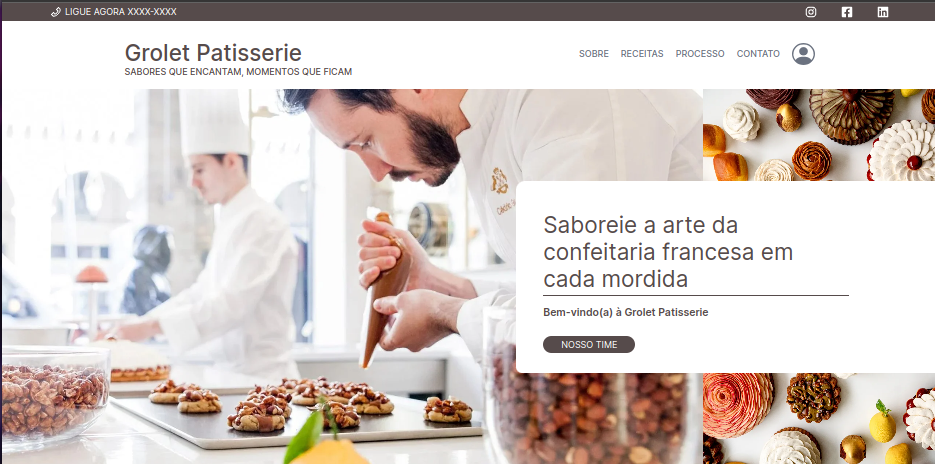 LIGUE AGORA XXXX-XXXX
Grolet Patisserie
SABORES QUE ENCANTAM, MOMENTOS QUE FICAM
SOBRE RECEITAS PROCESSO CONTATO
Saboreie a arte da
confeitaria francesa em
cada mordida
Bem-vindo(a) à Grolet Patisserie
NOSSO TIME